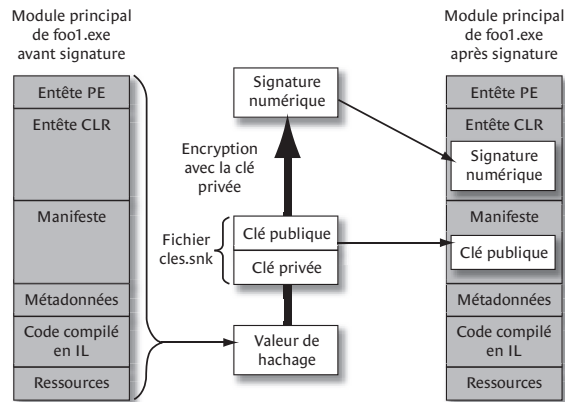 Module principal
de foo1.exe
avant signature
Entête PE
Entête CLR
Manifeste
Métadonnées
Code compilé
en IL
Ressources
Signature
numérique
Encryption
avec la clé
privée
Fichier
cles.snk
Clé publique
Clé privée
Valeur de
hachage
Module principal
de foo1.exe
après signature
Entête PE
Entête CLR
Signature
numérique
Manifeste
Clé publique
Métadonnées
Code compilé
en IL
Ressources